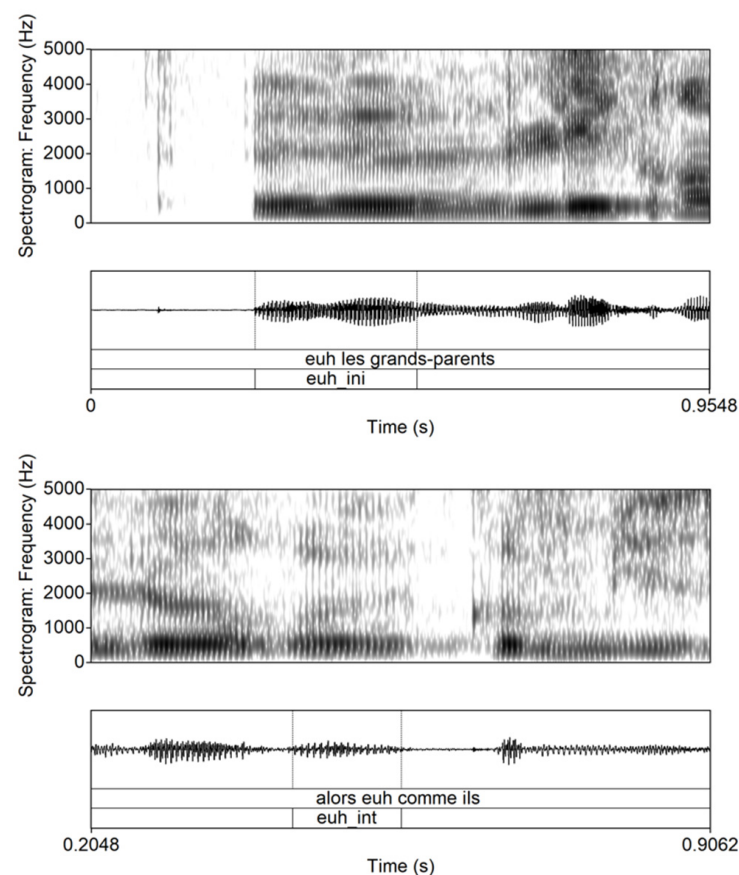 Spectrogram: Frequency (Hz)
5000
4000
3000
2000
1000
0
euh les grands-parents
euh_ini
0
0.9548
Time (s)
Spectrogram: Frequency (Hz)
5000
4000
3000
2000
1000
0
alors euh comme ils
euh_int
0.2048
0.9062
Time (s)